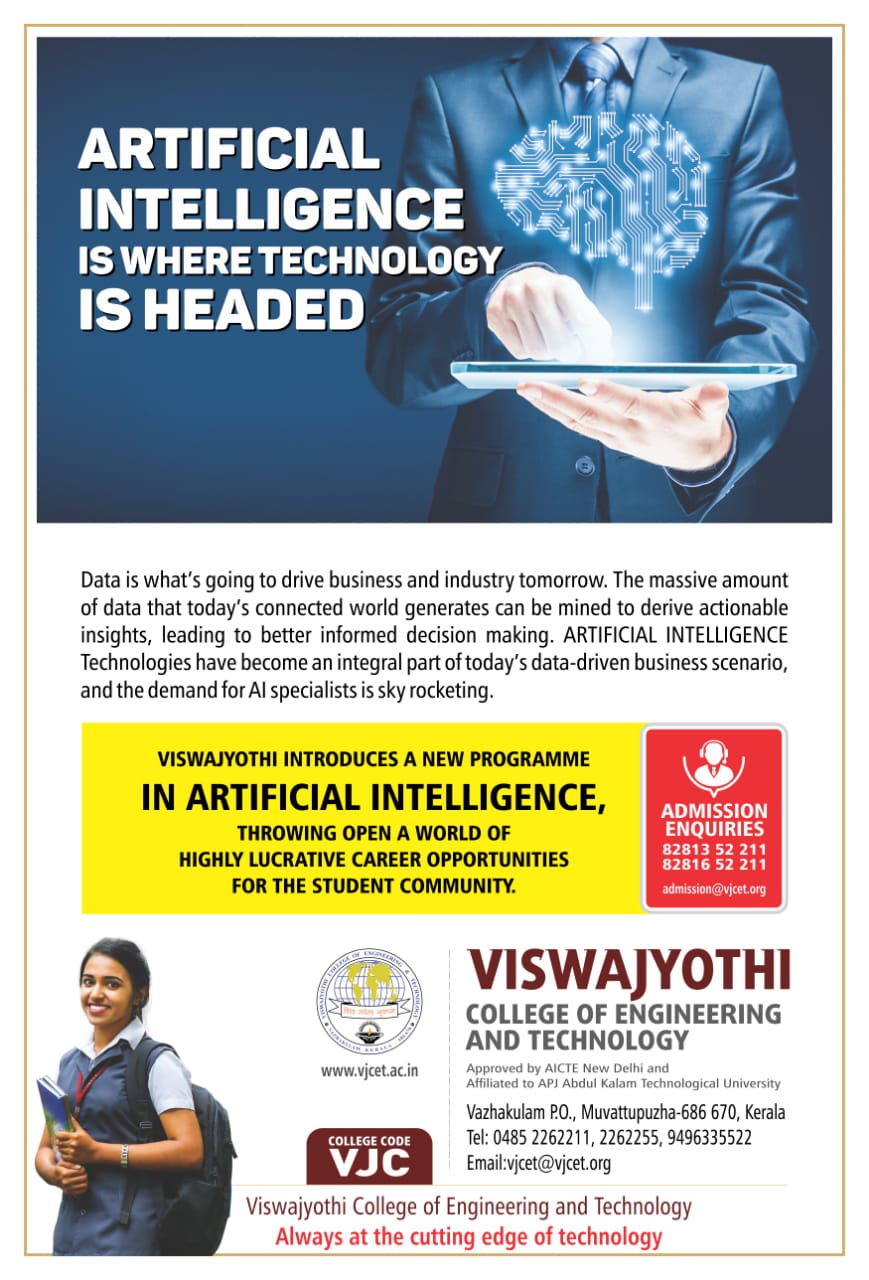 ARTIFICIAL
INTELLIGENCE
IS WHERE TECHNOLOGY
IS HEADED
Data is what's going to drive business and industry tomorrow. The massive amount
of data that today's connected world generates can be mined to derive actionable
insights, leading to better informed decision making. ARTIFICIAL INTELLIGENCE
Technologies have become an integral part of today's data-driven business scenario,
and the demand for AI specialists is sky rocketing.
VISWAJYOTHI INTRODUCES A NEW PROGRAMME
IN ARTIFICIAL INTELLIGENCE,
THROWING OPEN A WORLD OF
HIGHLY LUCRATIVE CAREER OPPORTUNITIES
FOR THE STUDENT COMMUNITY.
ADMISSION
ENQUIRIES
82813 52 211
82816 52 211
admission@vjcet.org
VISWAJYOTHI COLLEGE OF ENGINEERING & TECHNOLOGY
VAZHAKULAM, KERALA
www.vjcet.ac.in
COLLEGE CODE
VJC
VISWAJYOTHI
COLLEGE OF ENGINEERING
AND TECHNOLOGY
Approved by AICTE New Delhi and
Affiliated to APJ Abdul Kalam Technological University
Vazhakulam P.O., Muvattupuzha-686 670, Kerala
Tel: 0485 2262211, 2262255, 9496335522
Email:vjcet@vjcet.org
Viswajyothi College of Engineering and Technology
Always at the cutting edge of technology